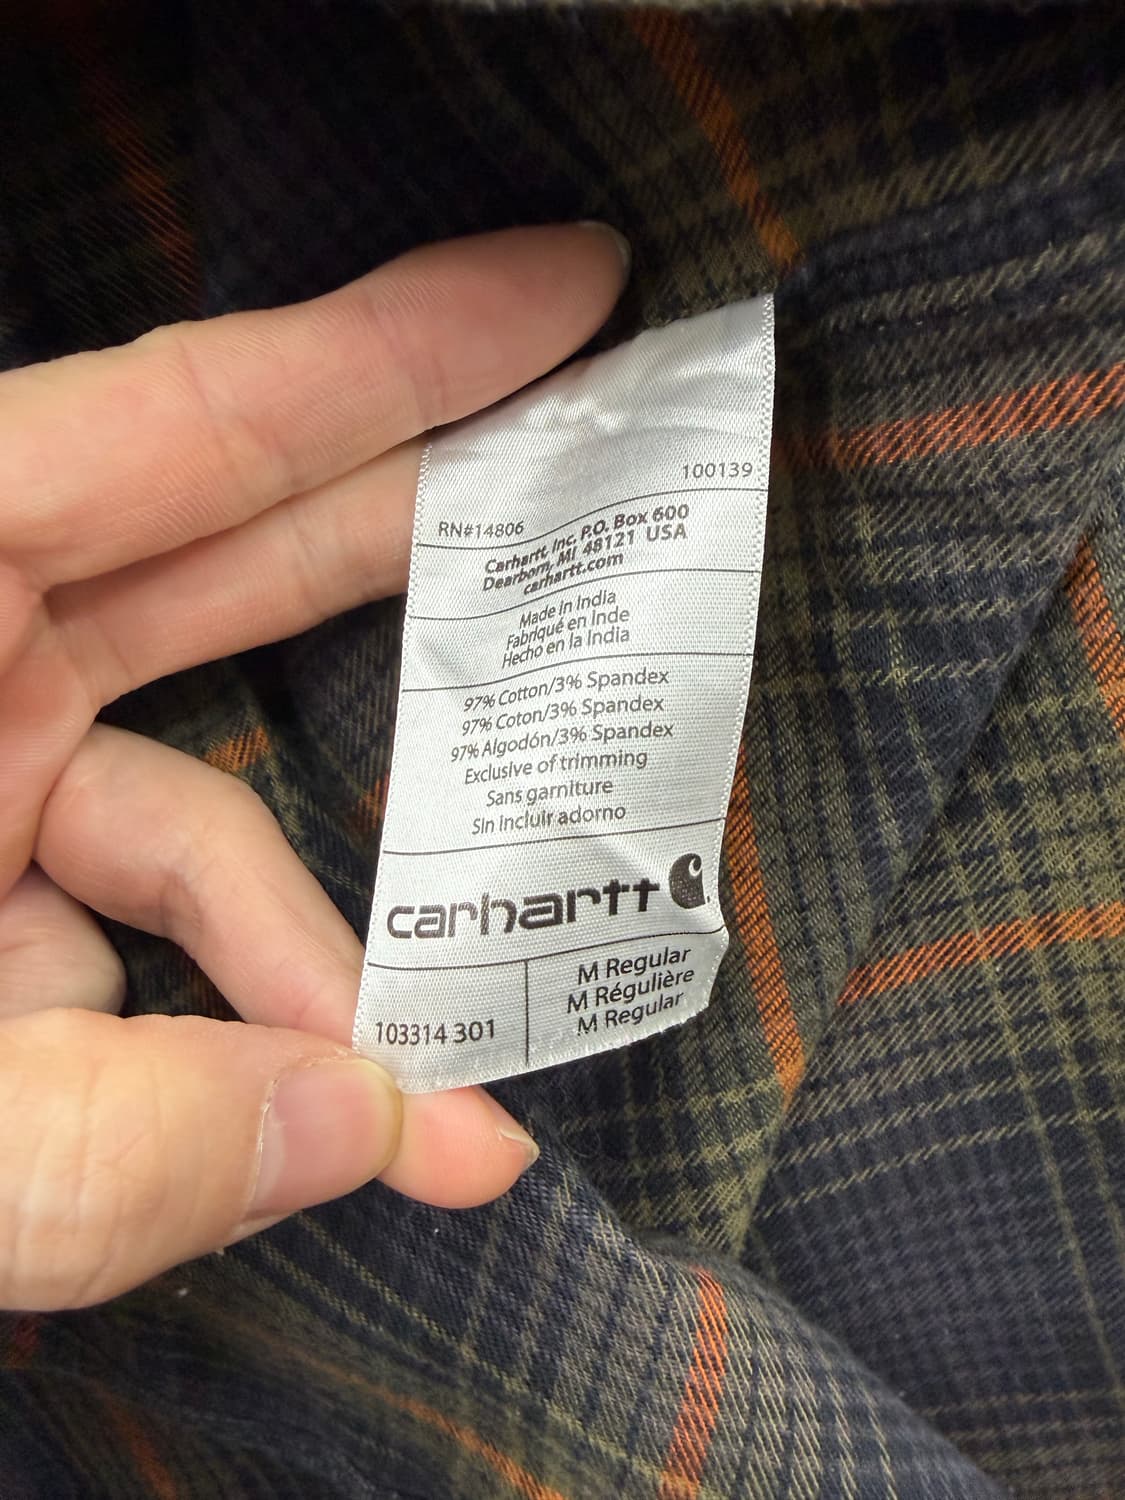 100139
RN#14806
Carhartt, Inc. P.O. Box 600
Dearborn, MI 48121 USA
carhartt.com
Made in India
Fabriqué en Inde
Hecho en la India
97% Cotton/3% Spandex
97% Coton/3% Spandex
97% Algodón/3% Spandex
Exclusive of trimming
Sans garniture
Sin incluir adorno
carhartt
M Regular
M Régulière
M Regular
103314 301